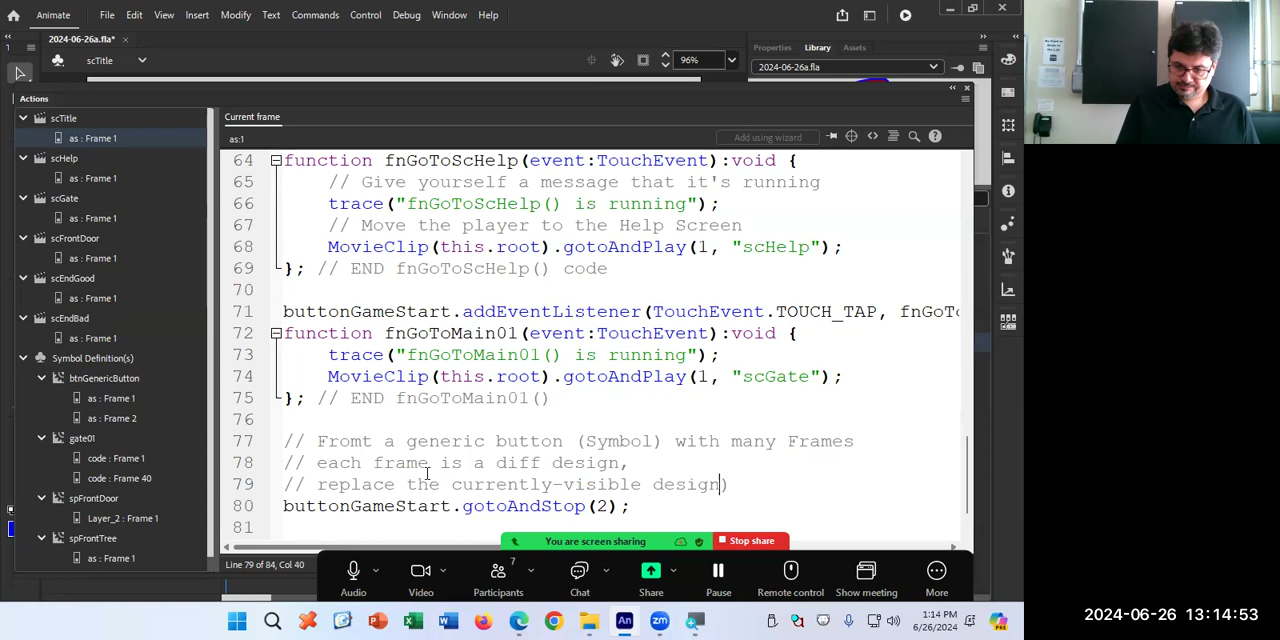 Animate File Edit View Insert Modify Text Commands Control Debug Window Help
2024-06-26a.fla* ×
Properties Library Assets
scTitle 96% 2024-06-26a.fla
Actions
Current frame
as:1 Add using wizard
scTitle
as : Frame 1
scHelp
as : Frame 1
scGate
as : Frame 1
scFrontDoor
as : Frame 1
scEndGood
as : Frame 1
scEndBad
as : Frame 1
Symbol Definition(s)
btnGenericButton
as : Frame 1
as : Frame 2
gate01
code : Frame 1
code : Frame 40
spFrontDoor
Layer_2 : Frame 1
spFrontTree
as : Frame 1
64 function fnGoToScHelp(event:TouchEvent):void {
65 // Give yourself a message that it's running
66 trace("fnGoToScHelp() is running");
67 // Move the player to the Help Screen
68 MovieClip(this.root).gotoAndPlay(1, "scHelp");
69 }; // END fnGoToScHelp() code
70
71 buttonGameStart.addEventListener(TouchEvent.TOUCH_TAP, fnGoTo
72 function fnGoToMain01(event:TouchEvent):void {
73 trace("fnGoToMain01() is running");
74 MovieClip(this.root).gotoAndPlay(1, "scGate");
75 }; // END fnGoToMain01()
76
77 // Fromt a generic button (Symbol) with many Frames
78 // each frame is a diff design,
79 // replace the currently-visible design)
80 buttonGameStart.gotoAndStop(2);
81
Line 79 of 84, Col 40
You are screen sharing Stop share
7
Audio Video Participants Chat Share Pause Remote control Show meeting More
1:14 PM
6/26/2024
2024-06-26 13:14:53